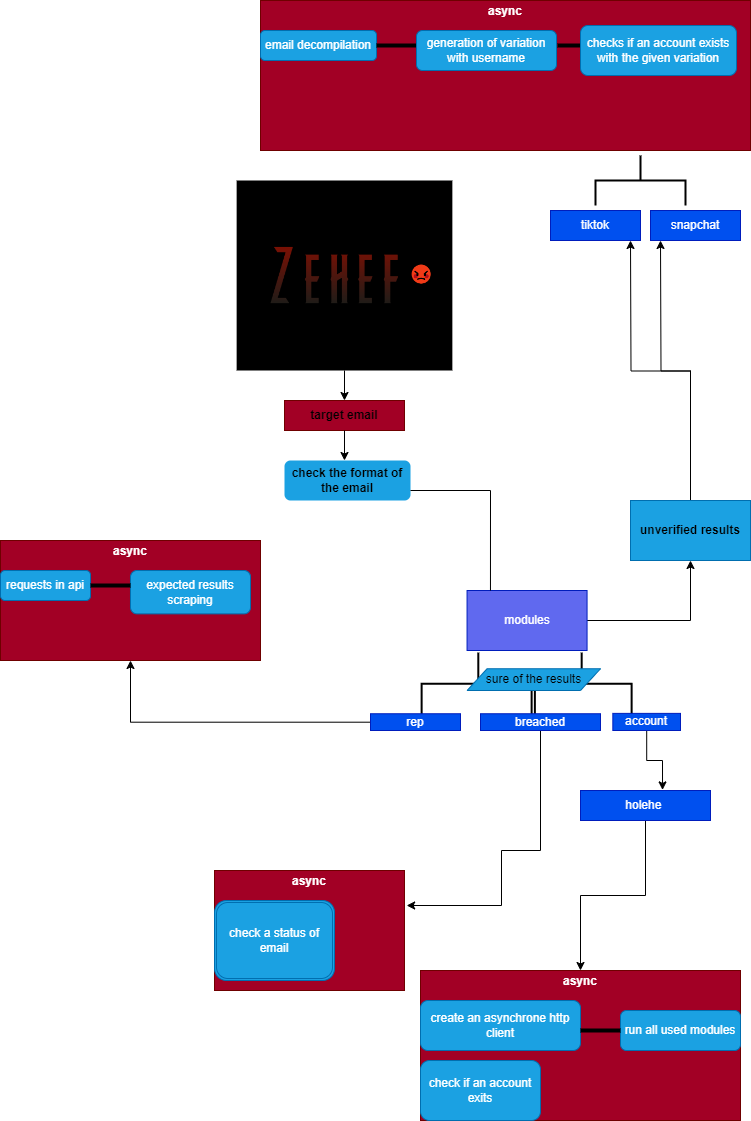 async
email decompilation
generation of variation
with username
checks if an account exists
with the given variation
tiktok
snapchat
ZEHEF
target email
check the format of
the email
unverified results
async
requests in api
expected results
scraping
modules
sure of the results
rep
breached
account
holehe
async
check a status of
email
async
create an asynchrone http
client
run all used modules
check if an account
exits